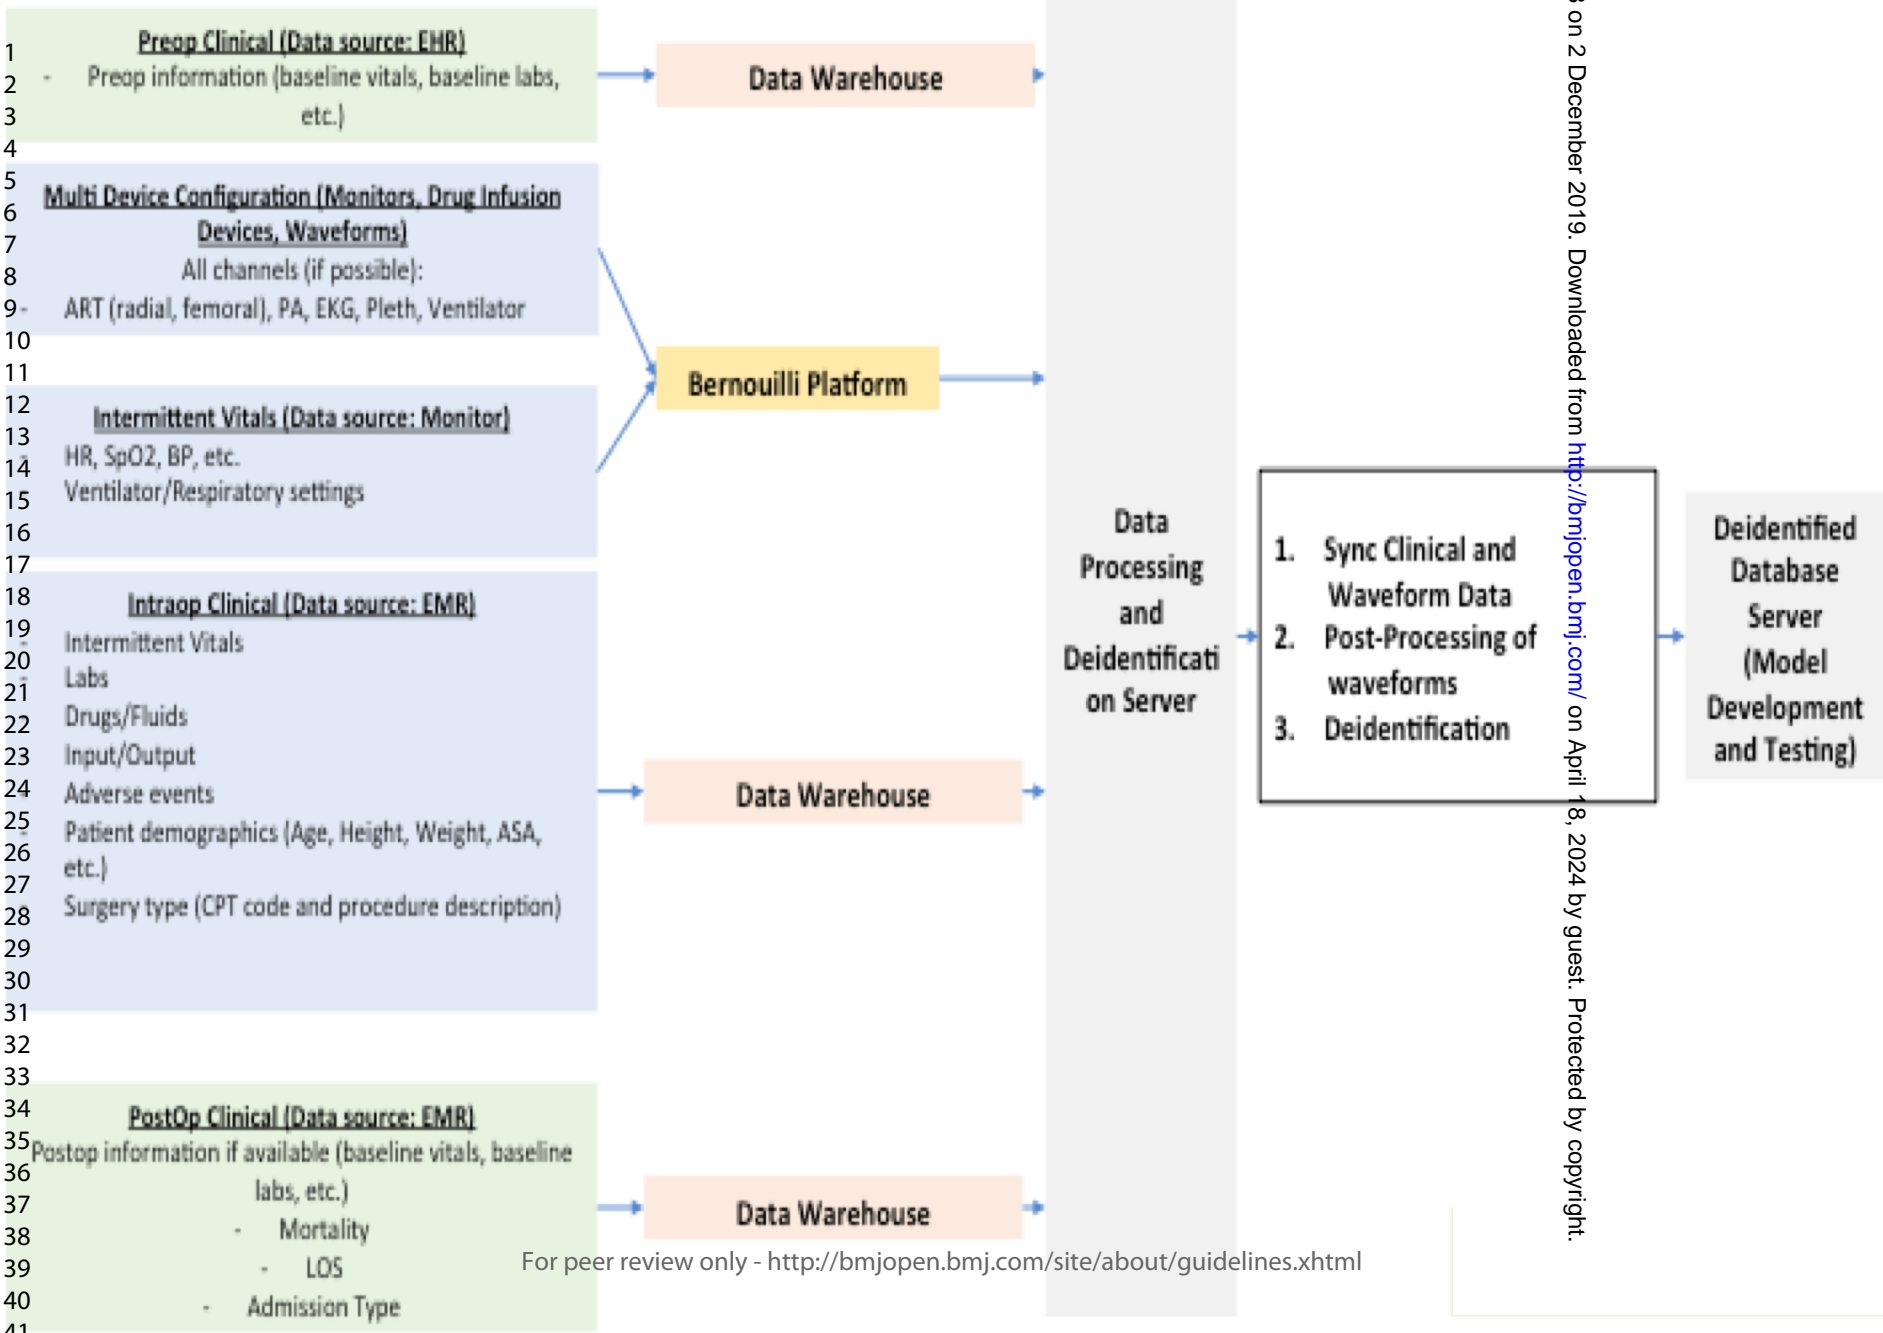 Preop Clinical (Data source: EHR)
- Preop information (baseline vitals, baseline labs,
etc.)
Data Warehouse
Multi Device Configuration (Monitors, Drug Infusion
Devices, Waveforms)
All channels (if possible):
- ART (radial, femoral), PA, EKG, Pleth, Ventilator
Bernouilli Platform
Intermittent Vitals (Data source: Monitor)
- HR, SpO2, BP, etc.
Ventilator/Respiratory settings
Intraop Clinical (Data source: EMR)
- Intermittent Vitals
- Labs
Drugs/Fluids
Input/Output
- Adverse events
- Patient demographics (Age, Height, Weight, ASA,
etc.)
- Surgery type (CPT code and procedure description)
Data Warehouse
PostOp Clinical (Data source: EMR)
Postop information if available (baseline vitals, baseline
labs, etc.)
- Mortality
- LOS
- Admission Type
Data Warehouse
Data
Processing
and
Deidentificati
on Server
1. Sync Clinical and
Waveform Data
2. Post-Processing of
waveforms
3. Deidentification
Deidentified
Database
Server
(Model
Development
and Testing)
For peer review only - http://bmjopen.bmj.com/site/about/guidelines.xhtml
on 2 December 2019. Downloaded from http://bmjopen.bmj.com/ on April 18, 2024 by guest. Protected by copyright.
1
2
3
4
5
6
7
8
9
10
11
12
13
14
15
16
17
18
19
20
21
22
23
24
25
26
27
28
29
30
31
32
33
34
35
36
37
38
39
40
41